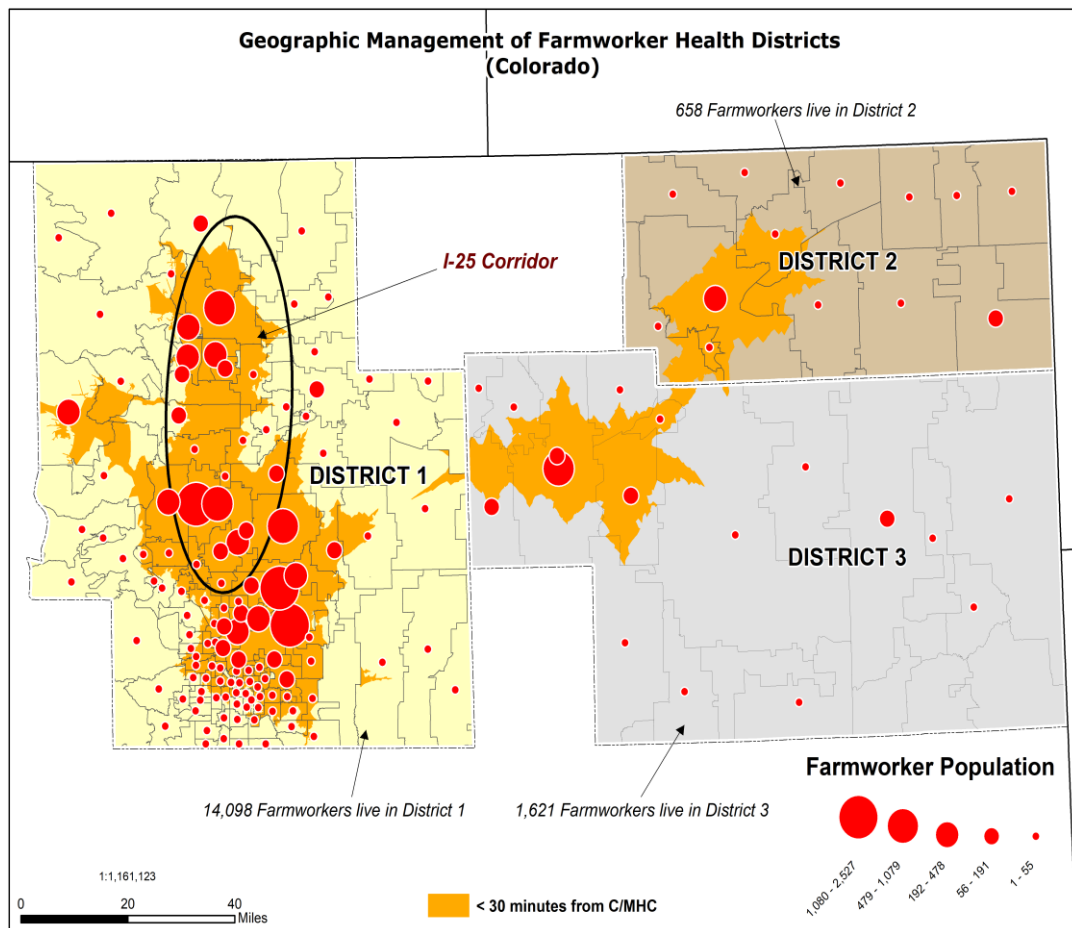 Geographic Management of Farmworker Health Districts
(Colorado)
658 Farmworkers live in District 2
I-25 Corridor
DISTRICT 2
DISTRICT 1
DISTRICT 3
Farmworker Population
14,098 Farmworkers live in District 1
1,621 Farmworkers live in District 3
1,080 - 2,527
479 - 1,079
192 - 478
56 - 191
1 - 55
1:1,161,123
0 20 40
Miles
< 30 minutes from C/MHC